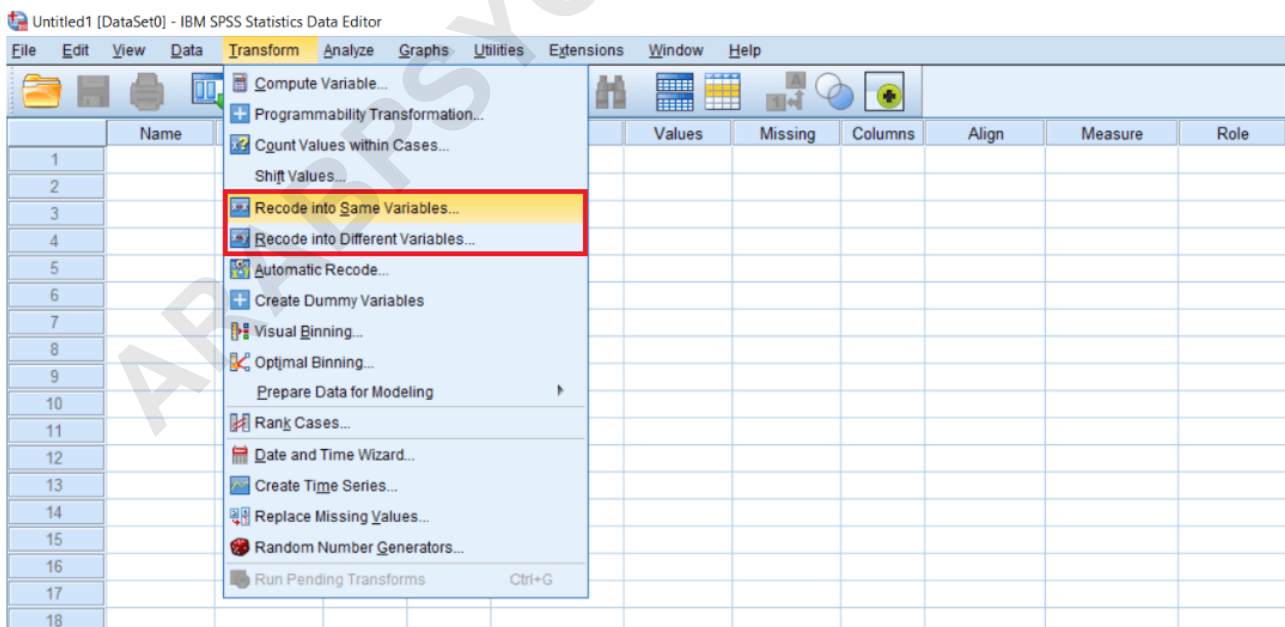 Untitled1 [DataSet0] - IBM SPSS Statistics Data Editor
File Edit View Data Transform Analyze Graphs Utilities Extensions Window Help
Compute Variable...
Programmability Transformation...
Count Values within Cases...
Shift Values...
Recode into Same Variables...
Recode into Different Variables...
Automatic Recode...
Create Dummy Variables
Visual Binning...
Optimal Binning...
Prepare Data for Modeling
Rank Cases...
Date and Time Wizard...
Create Time Series...
Replace Missing Values...
Random Number Generators...
Run Pending Transforms Ctrl+G
Name Values Missing Columns Align Measure Role
1
2
3
4
5
6
7
8
9
10
11
12
13
14
15
16
17
18
ARABPSY